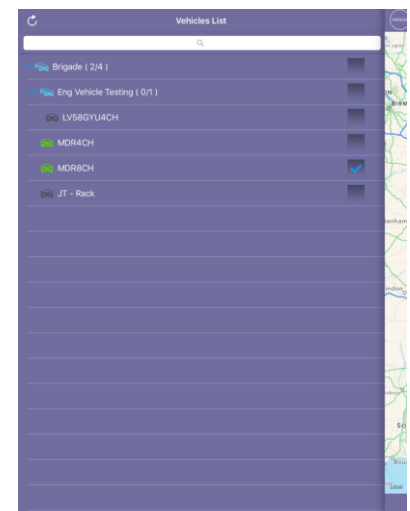 Vehicles List
Brigade ( 2/4 )
Eng Vehicle Testing ( 0/1 )
LV58GYU4CH
MDR4CH
MDR8CH
JT - Rack